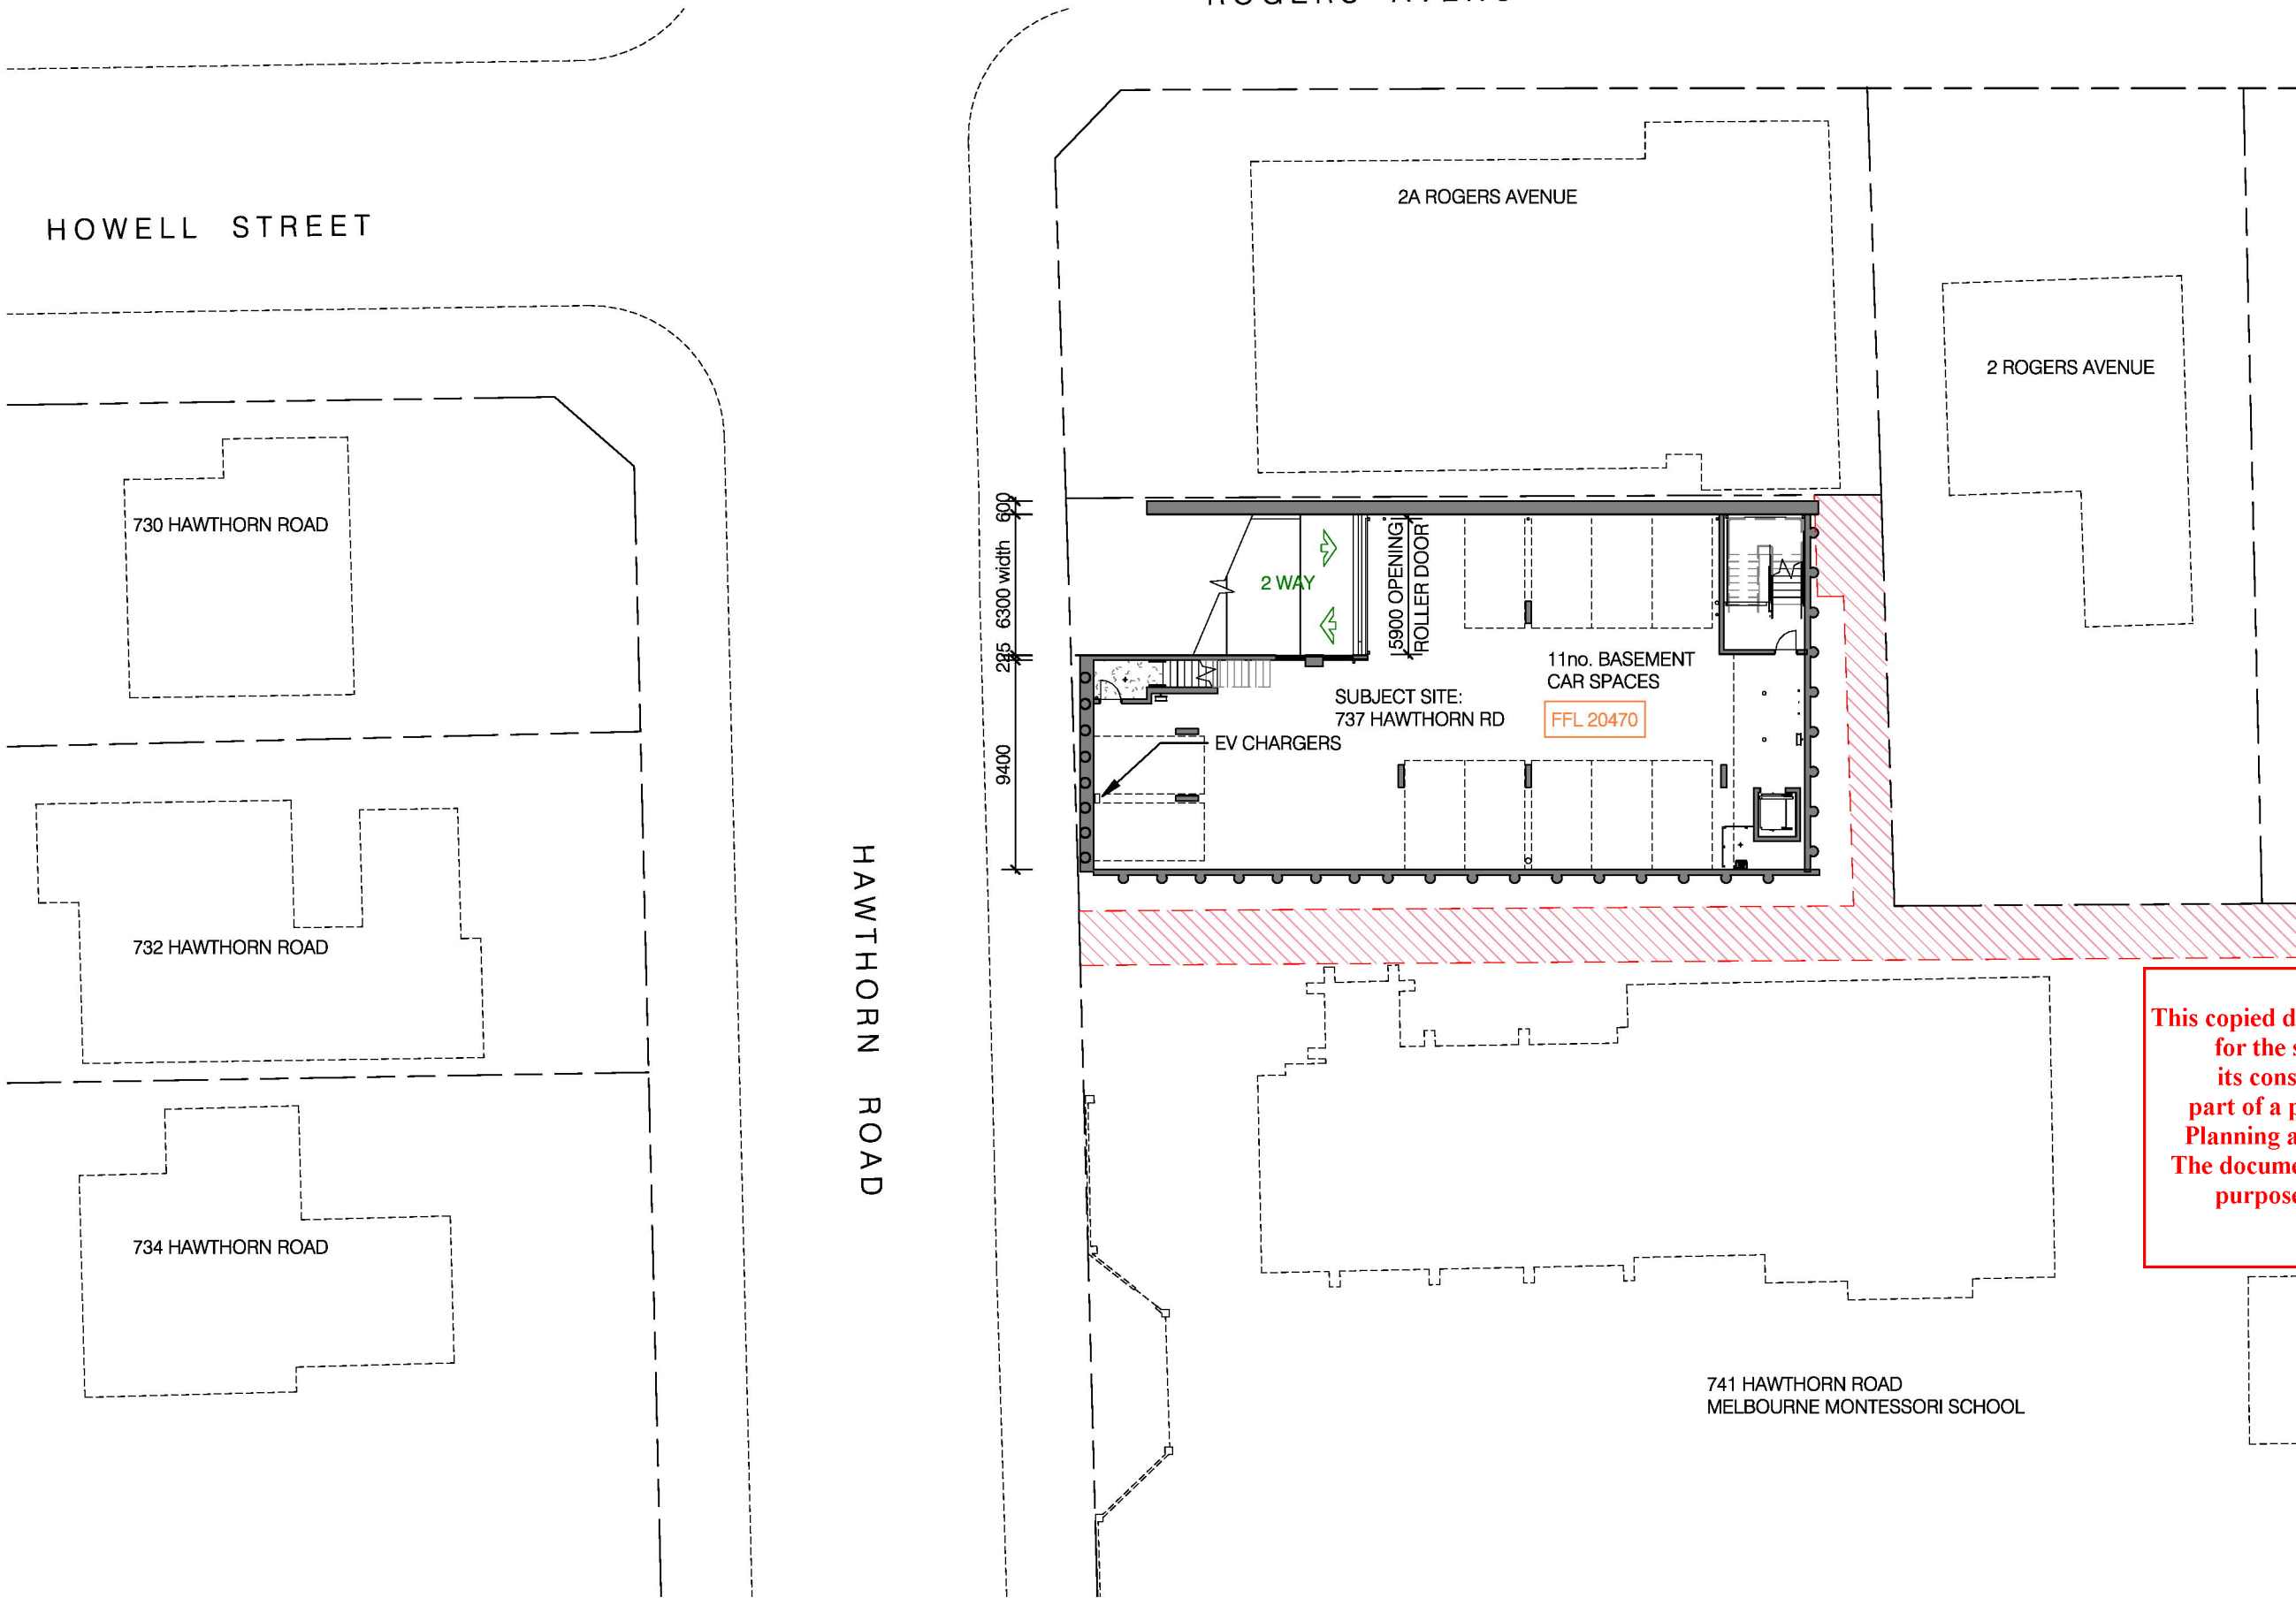 HOWELL STREET
2A ROGERS AVENUE
2 ROGERS AVENUE
730 HAWTHORN ROAD
600
6300 width
9400
2 WAY
5900 OPENING
ROLLER DOOR
11no. BASEMENT
CAR SPACES
SUBJECT SITE:
737 HAWTHORN RD
FFL 20470
EV CHARGERS
732 HAWTHORN ROAD
HAWTHORN ROAD
734 HAWTHORN ROAD
This copied d
for the s
its cons
part of a p
Planning a
The docume
purpose
741 HAWTHORN ROAD
MELBOURNE MONTESSORI SCHOOL